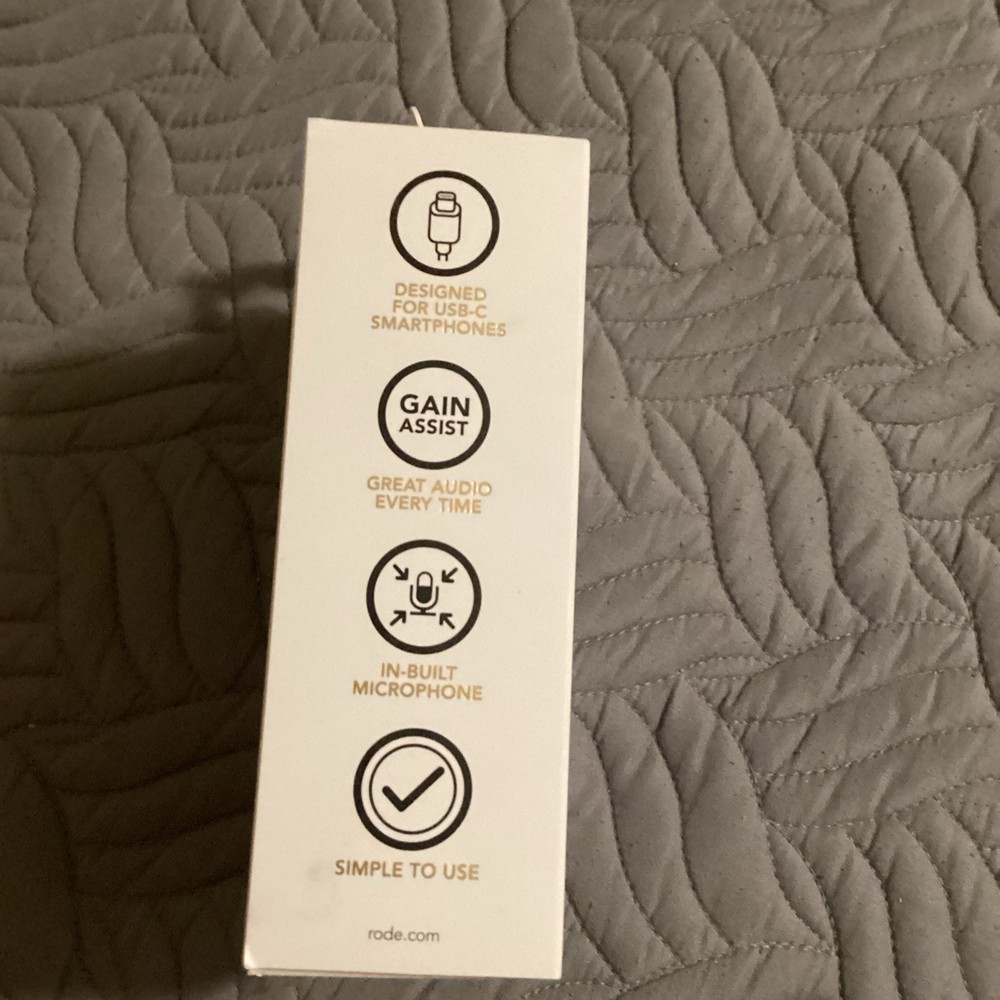 DESIGNED
FOR USB-C
SMARTPHONES
GAIN
ASSIST
GREAT AUDIO
EVERY TIME
IN-BUILT
MICROPHONE
SIMPLE TO USE
rode.com